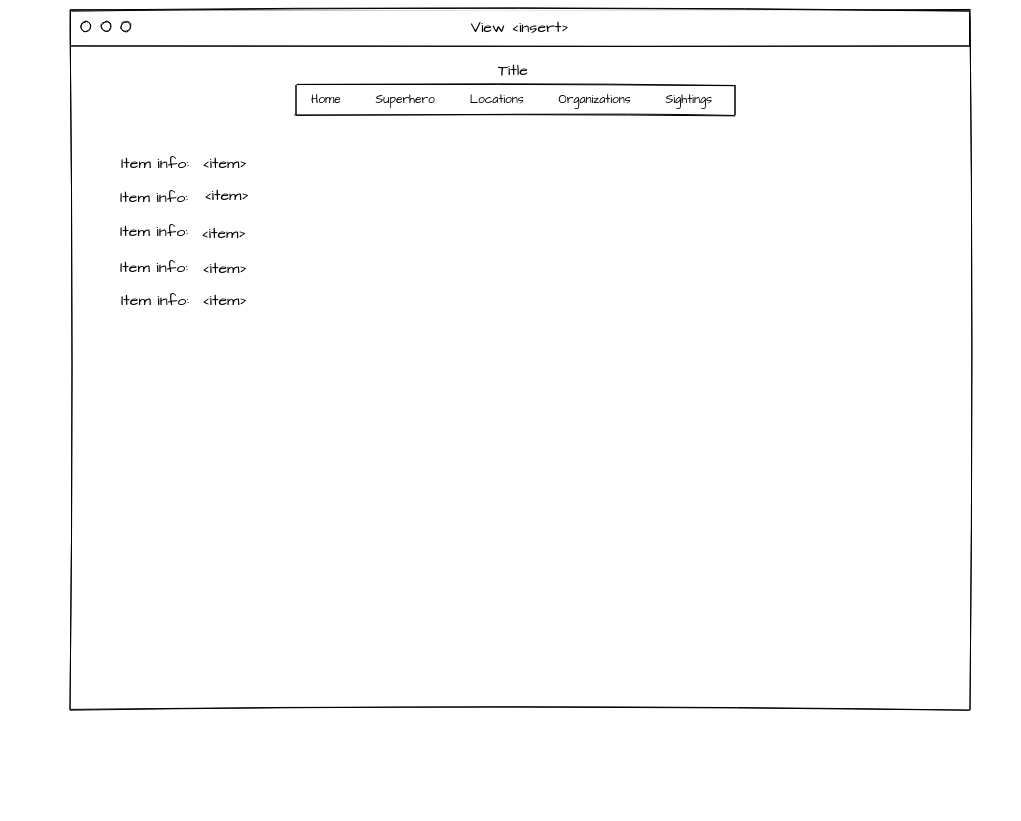 View <insert>
Title
Home Superhero Locations Organizations Sightings
Item info: <item>
Item info: <item>
Item info: <item>
Item info: <item>
Item info: <item>